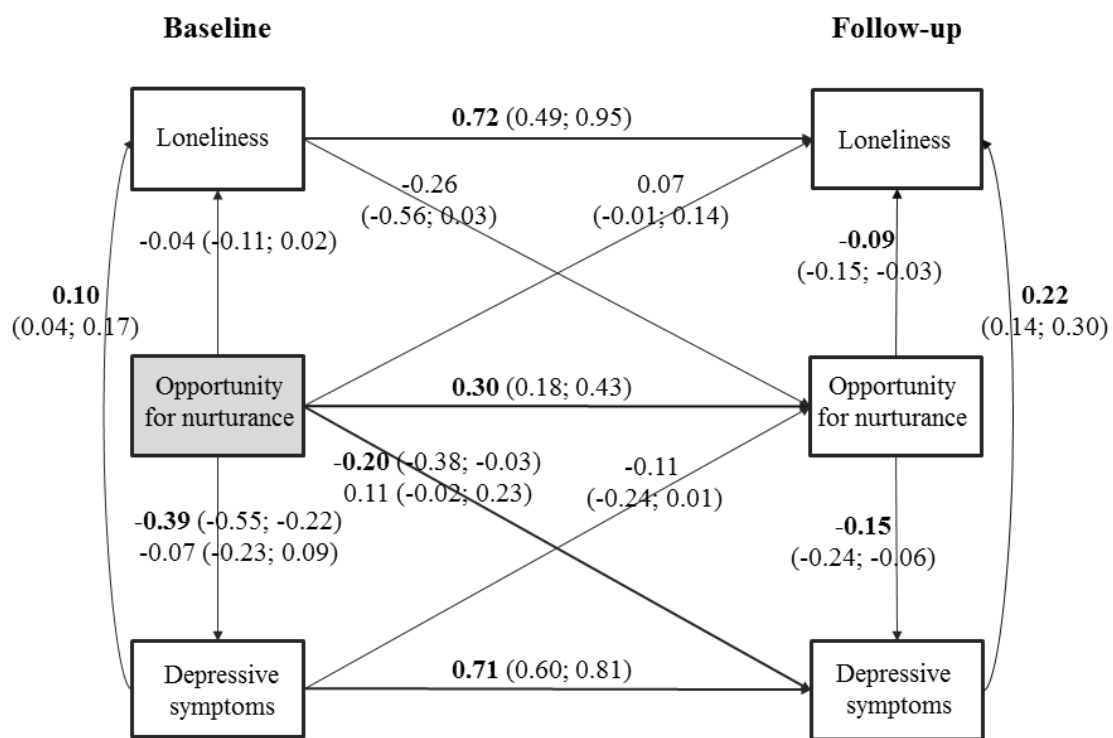 Baseline
Follow-up
Loneliness
0.72 (0.49; 0.95)
Loneliness
-0.26
(-0.56; 0.03)
0.07
(-0.01; 0.14)
-0.04 (-0.11; 0.02)
-0.09
(-0.15; -0.03)
0.10
(0.04; 0.17)
0.22
(0.14; 0.30)
Opportunity
for nurturance
0.30 (0.18; 0.43)
Opportunity
for nurturance
-0.20 (-0.38; -0.03)
0.11 (-0.02; 0.23)
-0.11
(-0.24; 0.01)
-0.39 (-0.55; -0.22)
-0.07 (-0.23; 0.09)
-0.15
(-0.24; -0.06)
Depressive
symptoms
0.71 (0.60; 0.81)
Depressive
symptoms